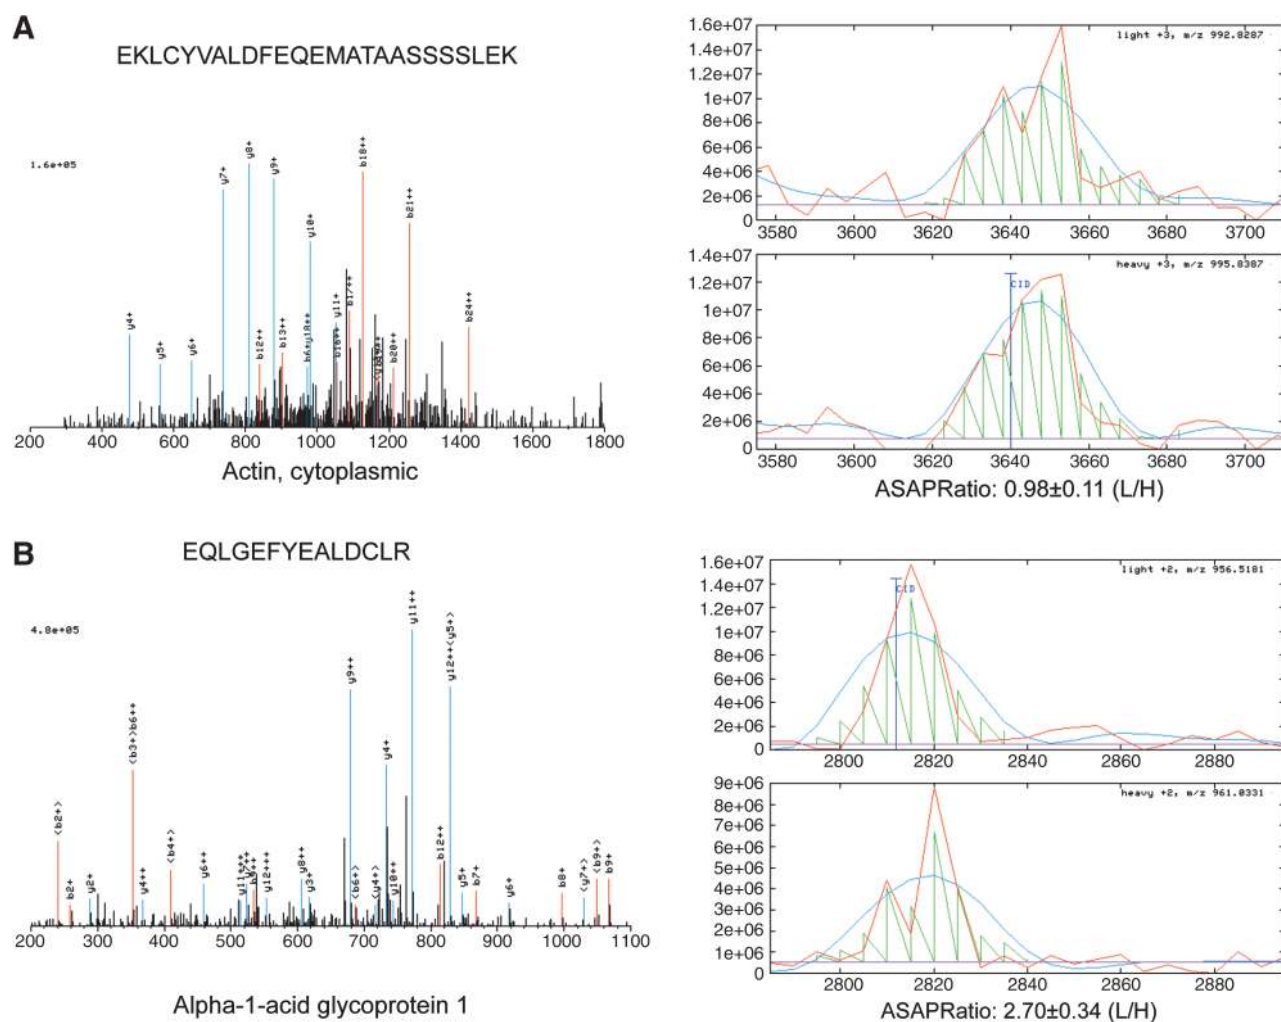 A
EKLCYVALDFEQEMATAASSSSLEK
1.6e+05
y4+
y5+
y6+
y7+
y8+
y9+
b12++
b13++
b6+y18++
y10+
y11+
b16++
b17++
b18++
b20++
b21++
b24++
200 400 600 800 1000 1200 1400 1600 1800
Actin, cytoplasmic
light +3, m/z 992.8287
1.6e+07
1.4e+07
1.2e+07
1e+07
8e+06
6e+06
4e+06
2e+06
0
3580 3600 3620 3640 3660 3680 3700
heavy +3, m/z 995.8387
CID
1.4e+07
1.2e+07
1e+07
8e+06
6e+06
4e+06
2e+06
0
3580 3600 3620 3640 3660 3680 3700
ASAPRatio: 0.98±0.11 (L/H)
B
EQLGEFYEALDCLR
4.8e+05
<b2+>
b2+
y2+
<b3+>b6++
y4++
<b4+>
y6++
y12+++
y8++
y3+
y9++
<b6+>
<y4+>
y4+
y10++
y11++
b12++
y12++<y5+>
y5+
b7+
y6+
b8+
<y7+>
<b9+>
b9+
200 300 400 500 600 700 800 900 1000 1100
Alpha-1-acid glycoprotein 1
light +2, m/z 956.5181
CID
1.6e+07
1.4e+07
1.2e+07
1e+07
8e+06
6e+06
4e+06
2e+06
0
2800 2820 2840 2860 2880
heavy +2, m/z 961.0331
9e+06
8e+06
7e+06
6e+06
5e+06
4e+06
3e+06
2e+06
1e+06
0
2800 2820 2840 2860 2880
ASAPRatio: 2.70±0.34 (L/H)